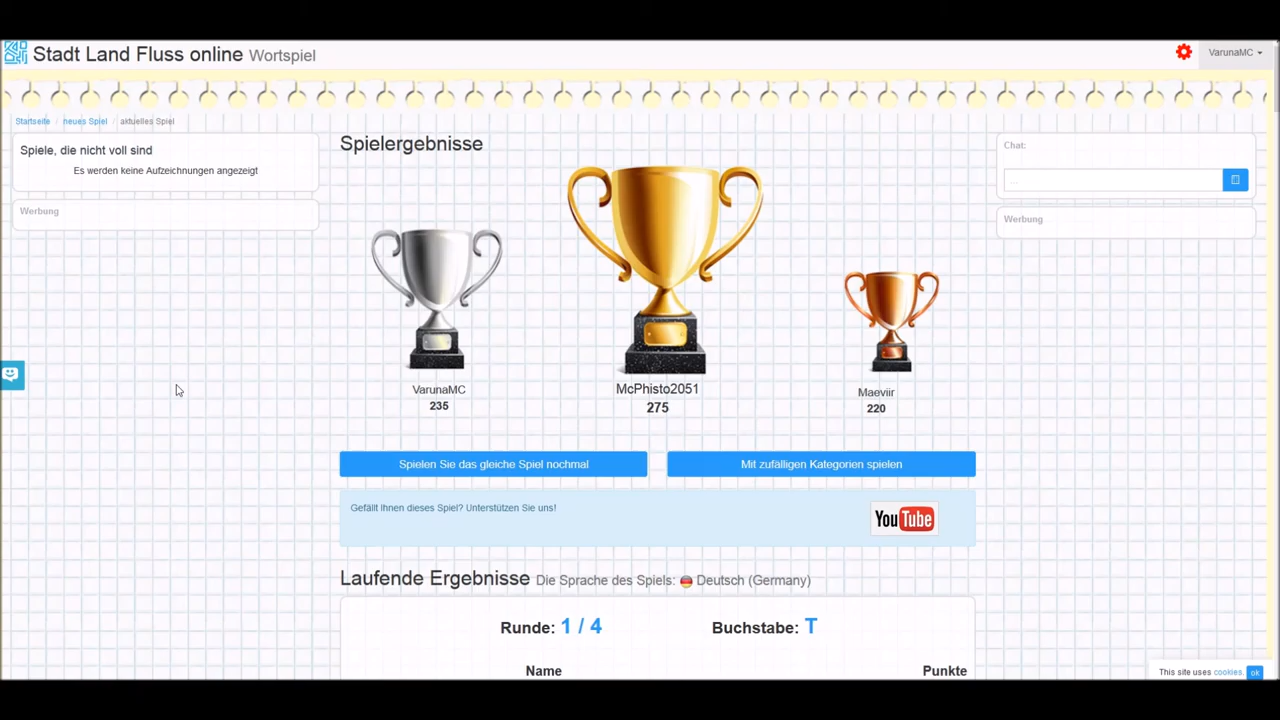 Stadt Land Fluss online Wortspiel
VarunaMC
Startseite / neues Spiel / aktuelles Spiel
Spiele, die nicht voll sind
Es werden keine Aufzeichnungen angezeigt
Werbung
Spielergebnisse
VarunaMC
235
McPhisto2051
275
Maeviir
220
Spielen Sie das gleiche Spiel nochmal
Mit zufälligen Kategorien spielen
Gefällt Ihnen dieses Spiel? Unterstützen Sie uns!
YouTube
Laufende Ergebnisse Die Sprache des Spiels: Deutsch (Germany)
Runde: 1 / 4 Buchstabe: T
Name Punkte
Chat:
...
Werbung
This site uses cookies. ok